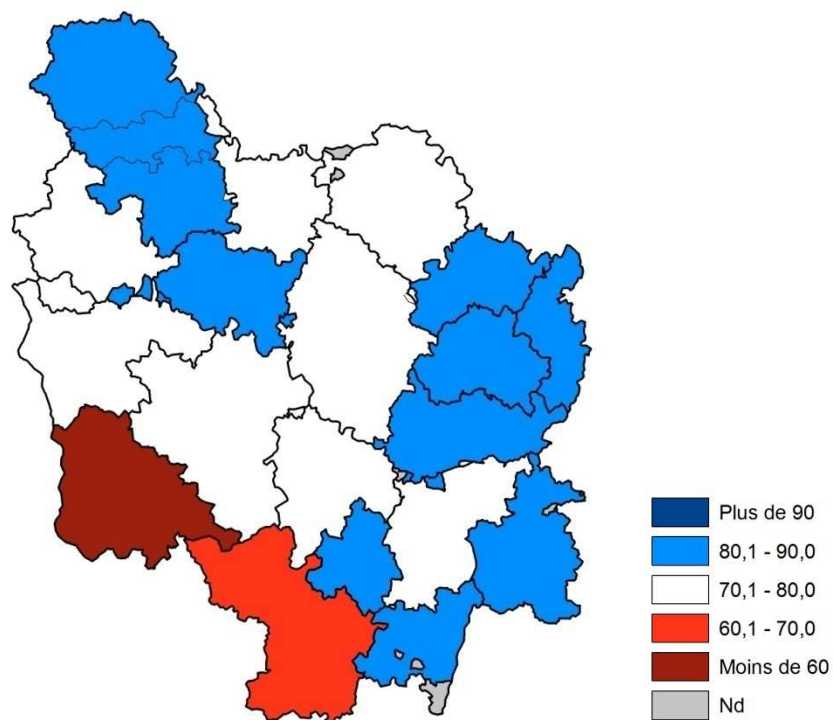 Plus de 90
80,1 - 90,0
70,1 - 80,0
60,1 - 70,0
Moins de 60
Nd